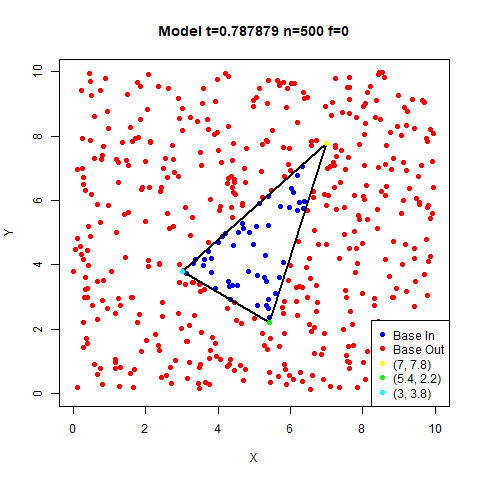 Model t=0.787879 n=500 f=0
10
8
6
4
2
0
Y
0 2 4 6 8 10
X
Base In
Base Out
(7, 7.8)
(5.4, 2.2)
(3, 3.8)